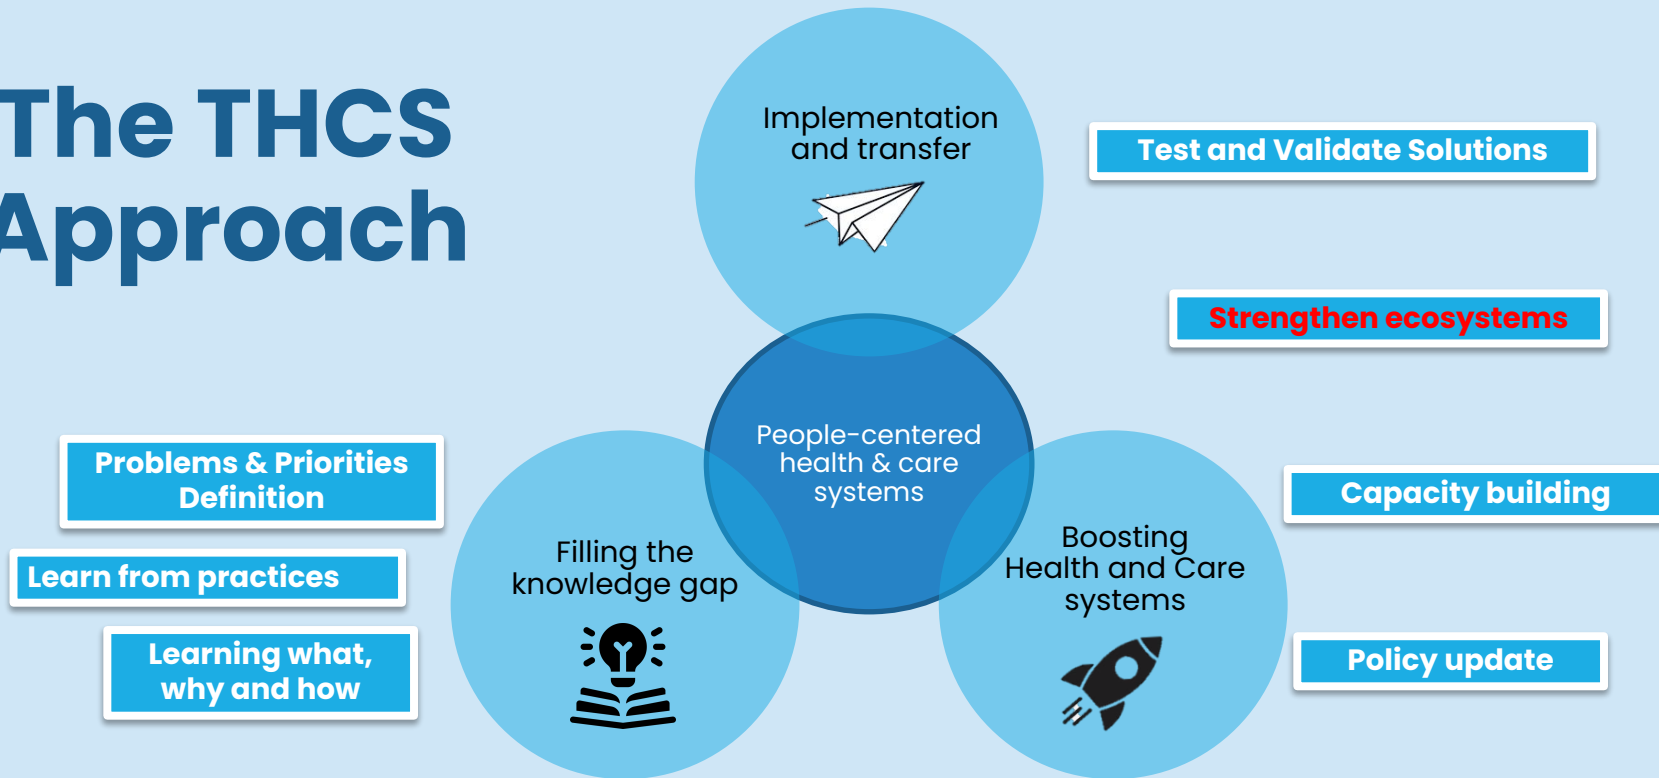 The THCS
Approach
Implementation
and transfer
Test and Validate Solutions
Strengthen ecosystems
People-centered
health & care
systems
Problems & Priorities
Definition
Learn from practices
Learning what,
why and how
Filling the
knowledge gap
Boosting
Health and Care
systems
Capacity building
Policy update